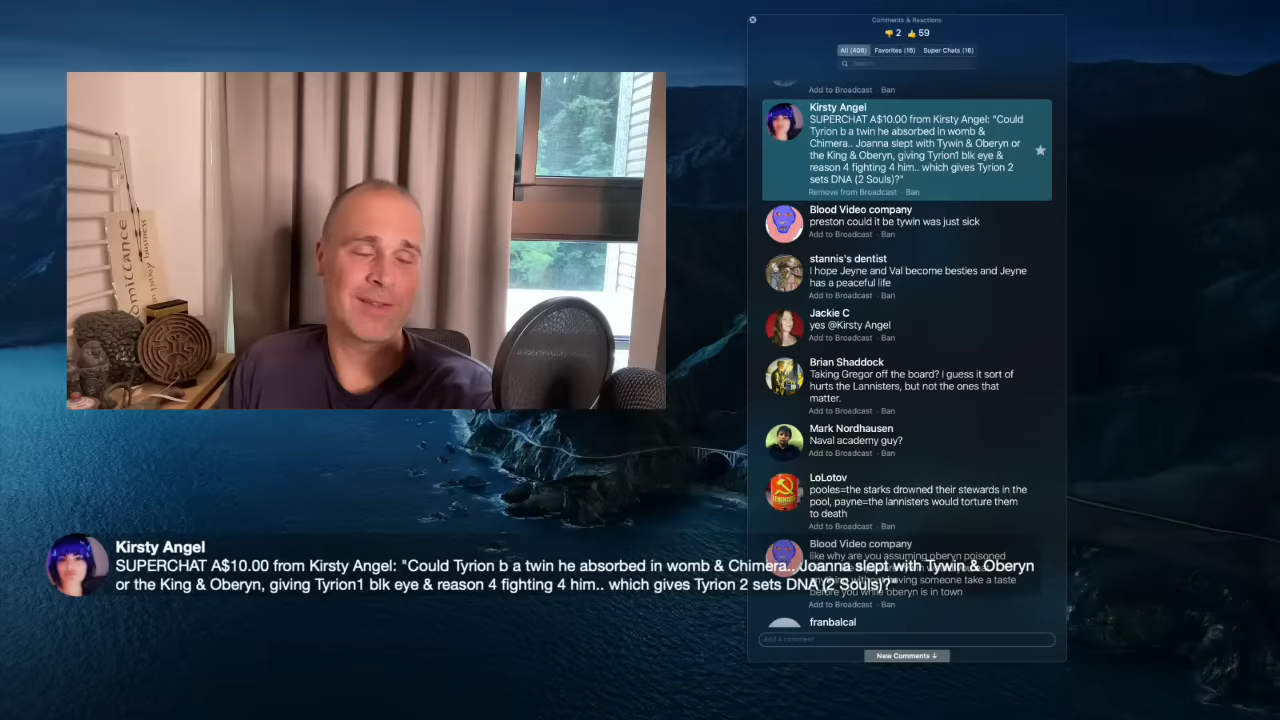 Comments & Reactions
👎 2 👍 59
All (498) Favorites (16) Super Chats (16)
Search
Add to Broadcast · Ban
Kirsty Angel
SUPERCHAT A$10.00 from Kirsty Angel: "Could
Tyrion b a twin he absorbed in womb &
Chimera.. Joanna slept with Tywin & Oberyn or
the King & Oberyn, giving Tyrion1 blk eye &
reason 4 fighting 4 him.. which gives Tyrion 2
sets DNA (2 Souls)?"
Remove from Broadcast · Ban
Blood Video company
preston could it be tywin was just sick
Add to Broadcast · Ban
stannis's dentist
I hope Jeyne and Val become besties and Jeyne
has a peaceful life
Add to Broadcast · Ban
Jackie C
yes @Kirsty Angel
Add to Broadcast · Ban
Brian Shaddock
Taking Gregor off the board? I guess it sort of
hurts the Lannisters, but not the ones that
matter.
Add to Broadcast · Ban
Mark Nordhausen
Naval academy guy?
Add to Broadcast · Ban
LoLotov
pooles=the starks drowned their stewards in the
pool, payne=the lannisters would torture them
to death
Add to Broadcast · Ban
Blood Video company
like why are you assuming oberyn poisoned
having someone take a taste
before you while oberyn is in town
Add to Broadcast · Ban
franbalcal
Add a comment
New Comments ↓
Kirsty Angel
SUPERCHAT A$10.00 from Kirsty Angel: "Could Tyrion b a twin he absorbed in womb & Chimera.. Joanna slept with Tywin & Oberyn
or the King & Oberyn, giving Tyrion1 blk eye & reason 4 fighting 4 him.. which gives Tyrion 2 sets DNA (2 Souls)?"